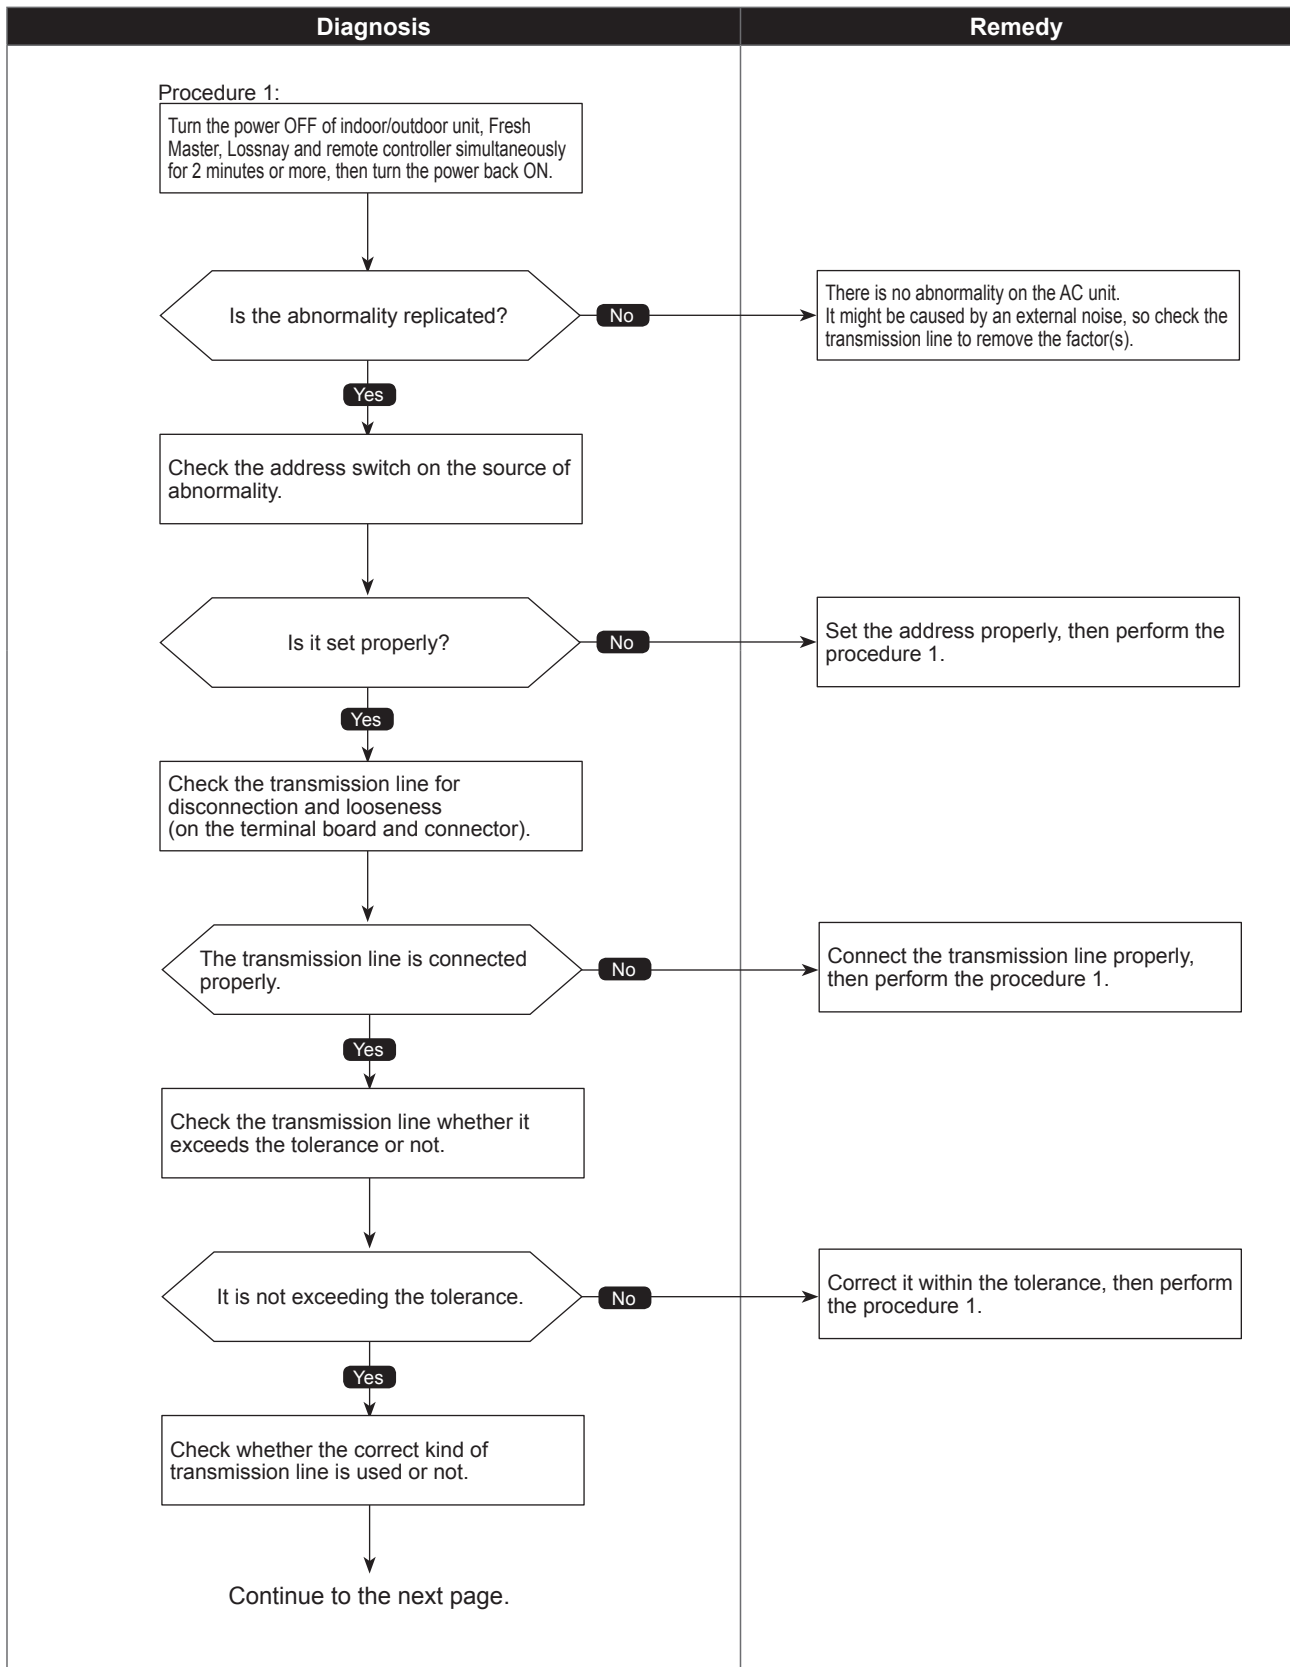 Diagnosis
Remedy
Procedure 1:
Turn the power OFF of indoor/outdoor unit, Fresh
Master, Lossnay and remote controller simultaneously
for 2 minutes or more, then turn the power back ON.
Is the abnormality replicated?
No
There is no abnormality on the AC unit.
It might be caused by an external noise, so check the
transmission line to remove the factor(s).
Yes
Check the address switch on the source of
abnormality.
Is it set properly?
No
Set the address properly, then perform the
procedure 1.
Yes
Check the transmission line for
disconnection and looseness
(on the terminal board and connector).
The transmission line is connected
properly.
No
Connect the transmission line properly,
then perform the procedure 1.
Yes
Check the transmission line whether it
exceeds the tolerance or not.
It is not exceeding the tolerance.
No
Correct it within the tolerance, then perform
the procedure 1.
Yes
Check whether the correct kind of
transmission line is used or not.
Continue to the next page.